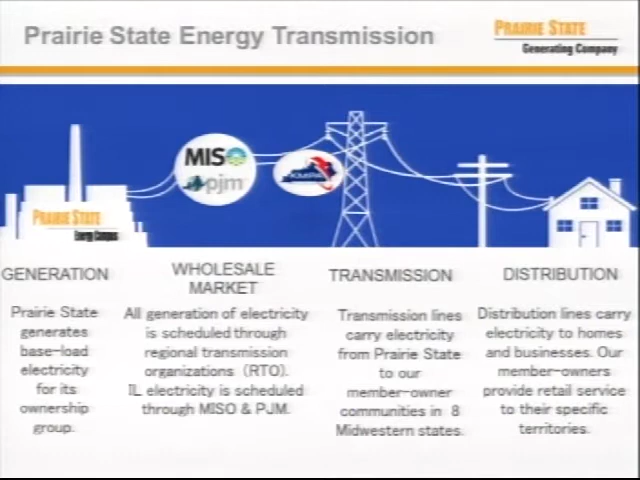 Prairie State Energy Transmission
PRAIRIE STATE
Generating Company
MISO
pjm
PRAIRIE STATE
Energy Campus
GENERATION
Prairie State
generates
base-load
electricity
for its
ownership
group.
WHOLESALE
MARKET
All generation of electricity
is scheduled through
regional transmission
organizations (RTO).
IL electricity is scheduled
through MISO & PJM.
TRANSMISSION
Transmission lines
carry electricity
from Prairie State
to our
member-owner
communities in 8
Midwestern states.
DISTRIBUTION
Distribution lines carry
electricity to homes
and businesses. Our
member-owners
provide retail service
to their specific
territories.